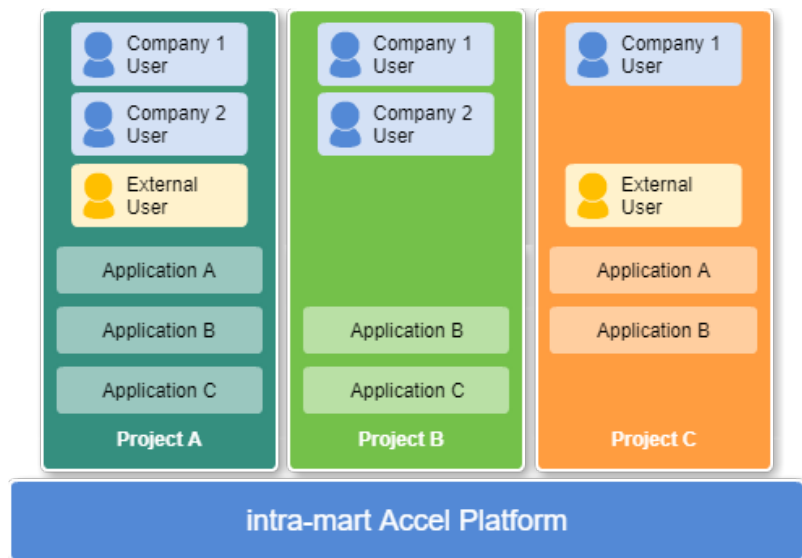 Company 1
User
Company 2
User
External
User
Application A
Application B
Application C
Project A
Company 1
User
Company 2
User
Application B
Application C
Project B
Company 1
User
External
User
Application A
Application B
Project C
intra-mart Accel Platform